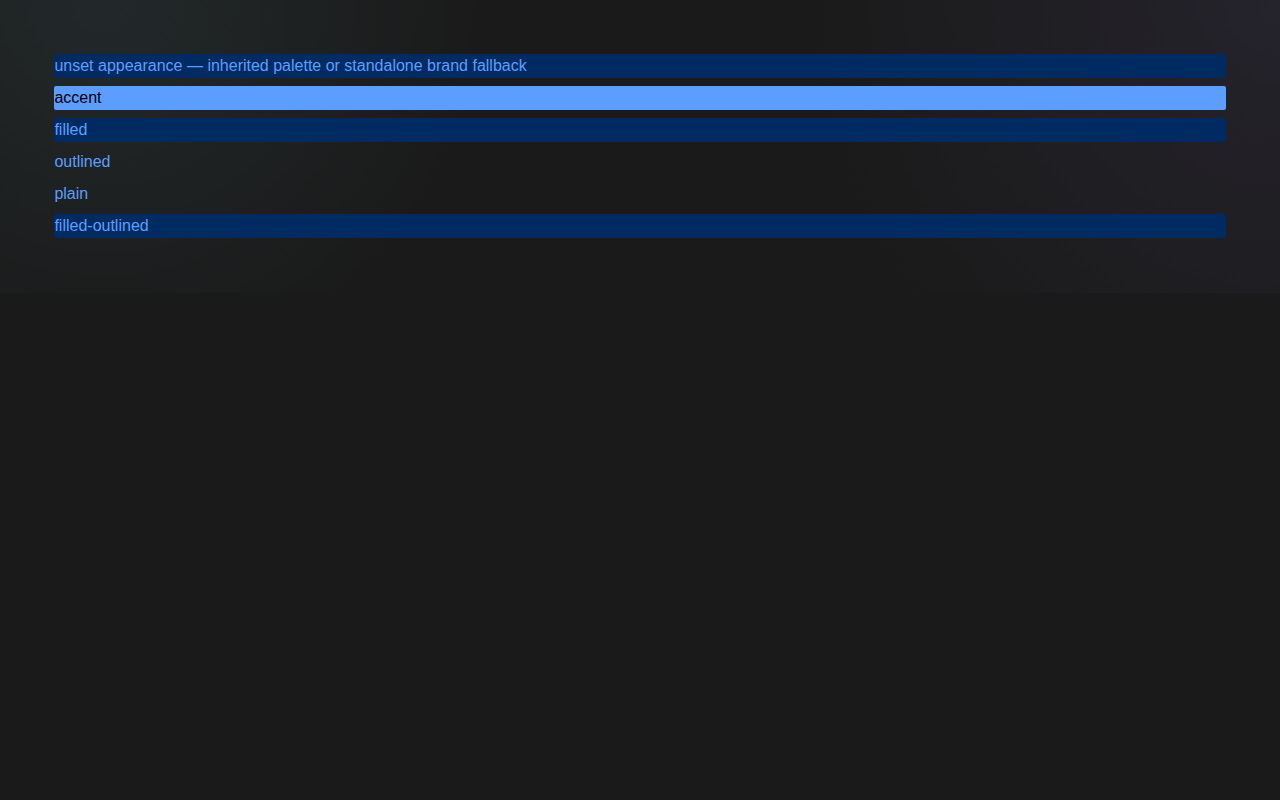 unset appearance — inherited palette or standalone brand fallback
accent
filled
outlined
plain
filled-outlined